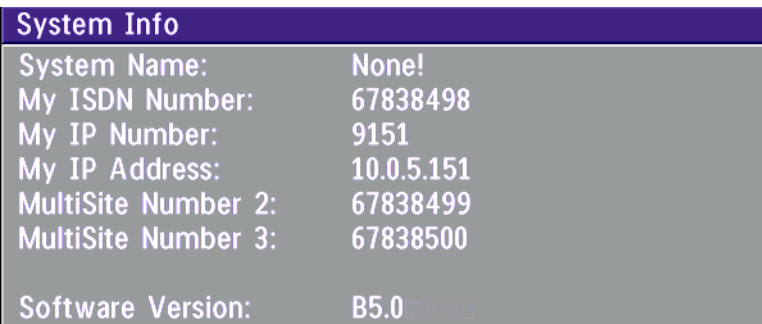 System Info
System Name: None!
My ISDN Number: 67838498
My IP Number: 9151
My IP Address: 10.0.5.151
MultiSite Number 2: 67838499
MultiSite Number 3: 67838500
Software Version: B5.0